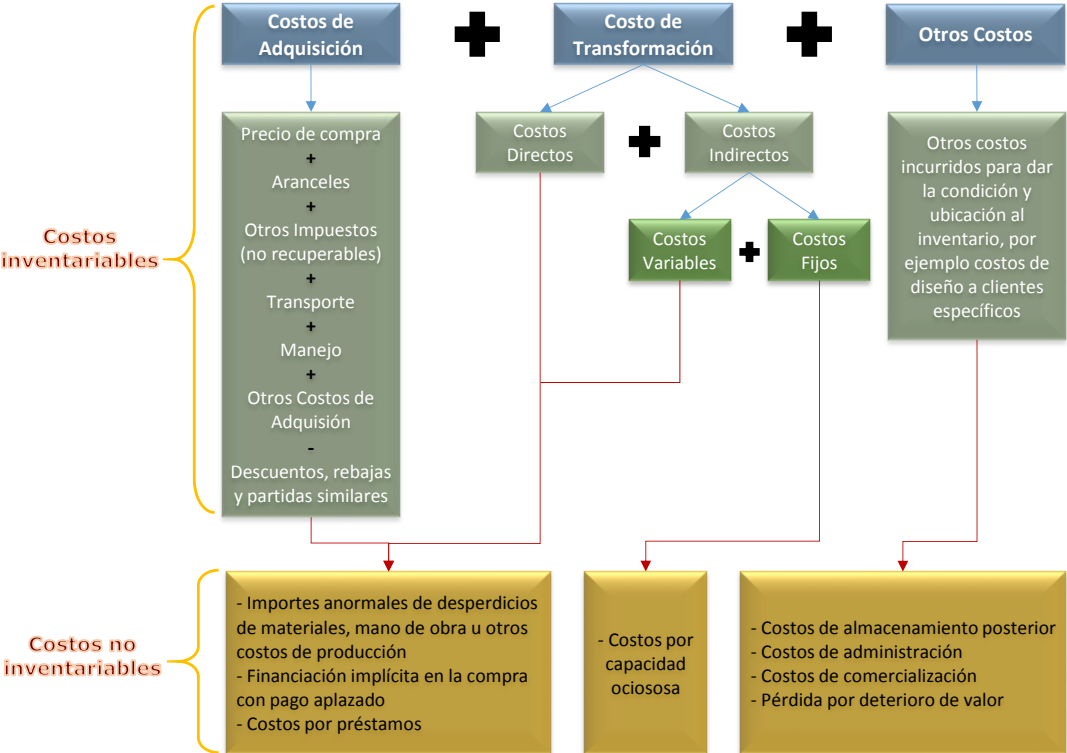 Costos de
Adquisición
Costo de
Transformación
Otros Costos
Precio de compra
+
Aranceles
+
Otros Impuestos
(no recuperables)
+
Transporte
+
Manejo
+
Otros Costos de
Adquisión
-
Descuentos, rebajas
y partidas similares
Costos
Directos
Costos
Indirectos
Costos
Variables
Costos
Fijos
Otros costos
incurridos para dar
la condición y
ubicación al
inventario, por
ejemplo costos de
diseño a clientes
específicos
Costos
inventariables
Costos no
inventariables
- Importes anormales de desperdicios
de materiales, mano de obra u otros
costos de producción
- Financiación implícita en la compra
con pago aplazado
- Costos por préstamos
- Costos por
capacidad
ociososa
- Costos de almacenamiento posterior
- Costos de administración
- Costos de comercialización
- Pérdida por deterioro de valor